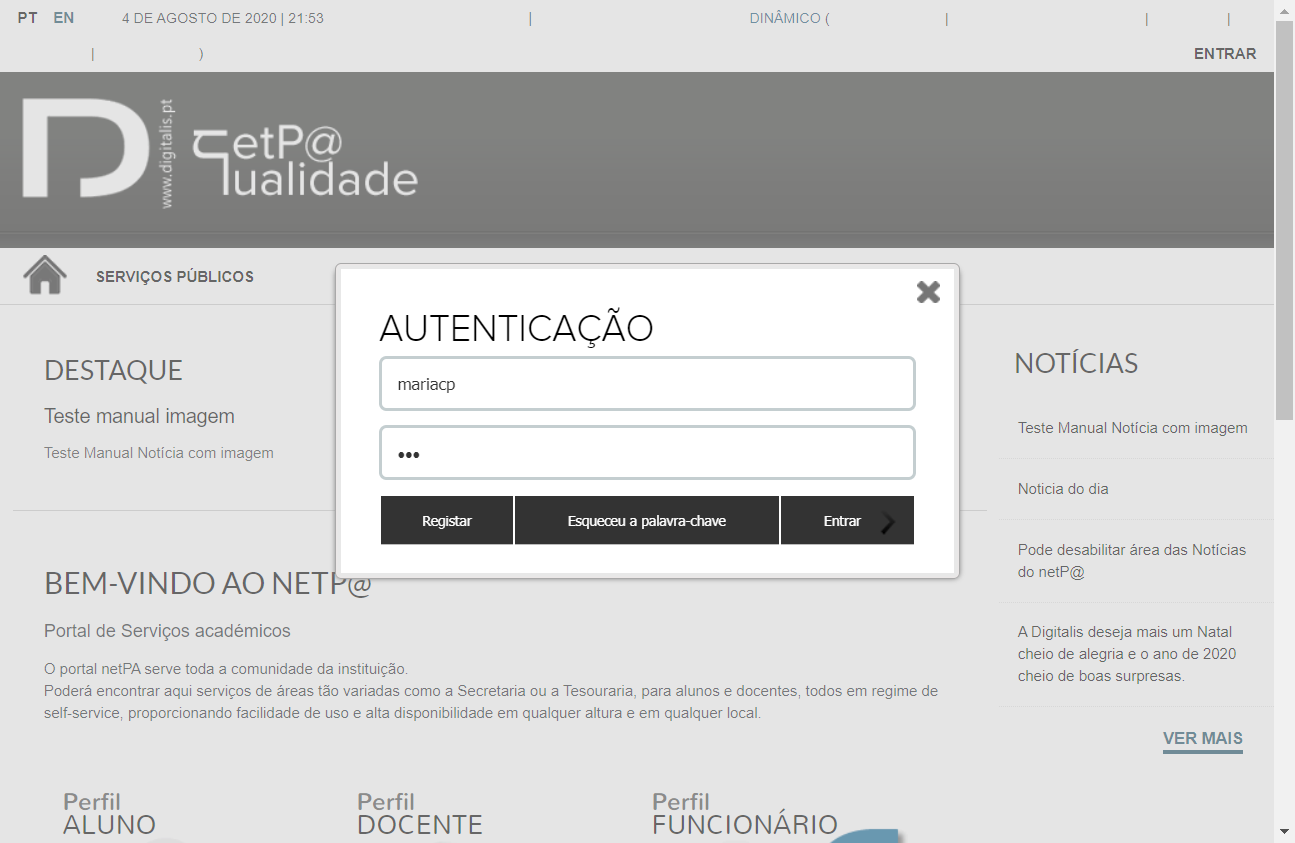 PT EN 4 DE AGOSTO DE 2020 | 21:53 | DINÂMICO ( | | |
| )
ENTRAR
www.digitalis.pt
netP@
qualidade
SERVIÇOS PÚBLICOS
AUTENTICAÇÃO
mariacp
•••
Registar
Esqueceu a palavra-chave
Entrar
DESTAQUE
Teste manual imagem
Teste Manual Notícia com imagem
BEM-VINDO AO NETP@
Portal de Serviços académicos
O portal netPA serve toda a comunidade da instituição.
Poderá encontrar aqui serviços de áreas tão variadas como a Secretaria ou a Tesouraria, para alunos e docentes, todos em regime de
self-service, proporcionando facilidade de uso e alta disponibilidade em qualquer altura e em qualquer local.
Perfil
ALUNO
Perfil
DOCENTE
Perfil
FUNCIONÁRIO
NOTÍCIAS
Teste Manual Notícia com imagem
Noticia do dia
Pode desabilitar área das Notícias
do netP@
A Digitalis deseja mais um Natal
cheio de alegria e o ano de 2020
cheio de boas surpresas.
VER MAIS